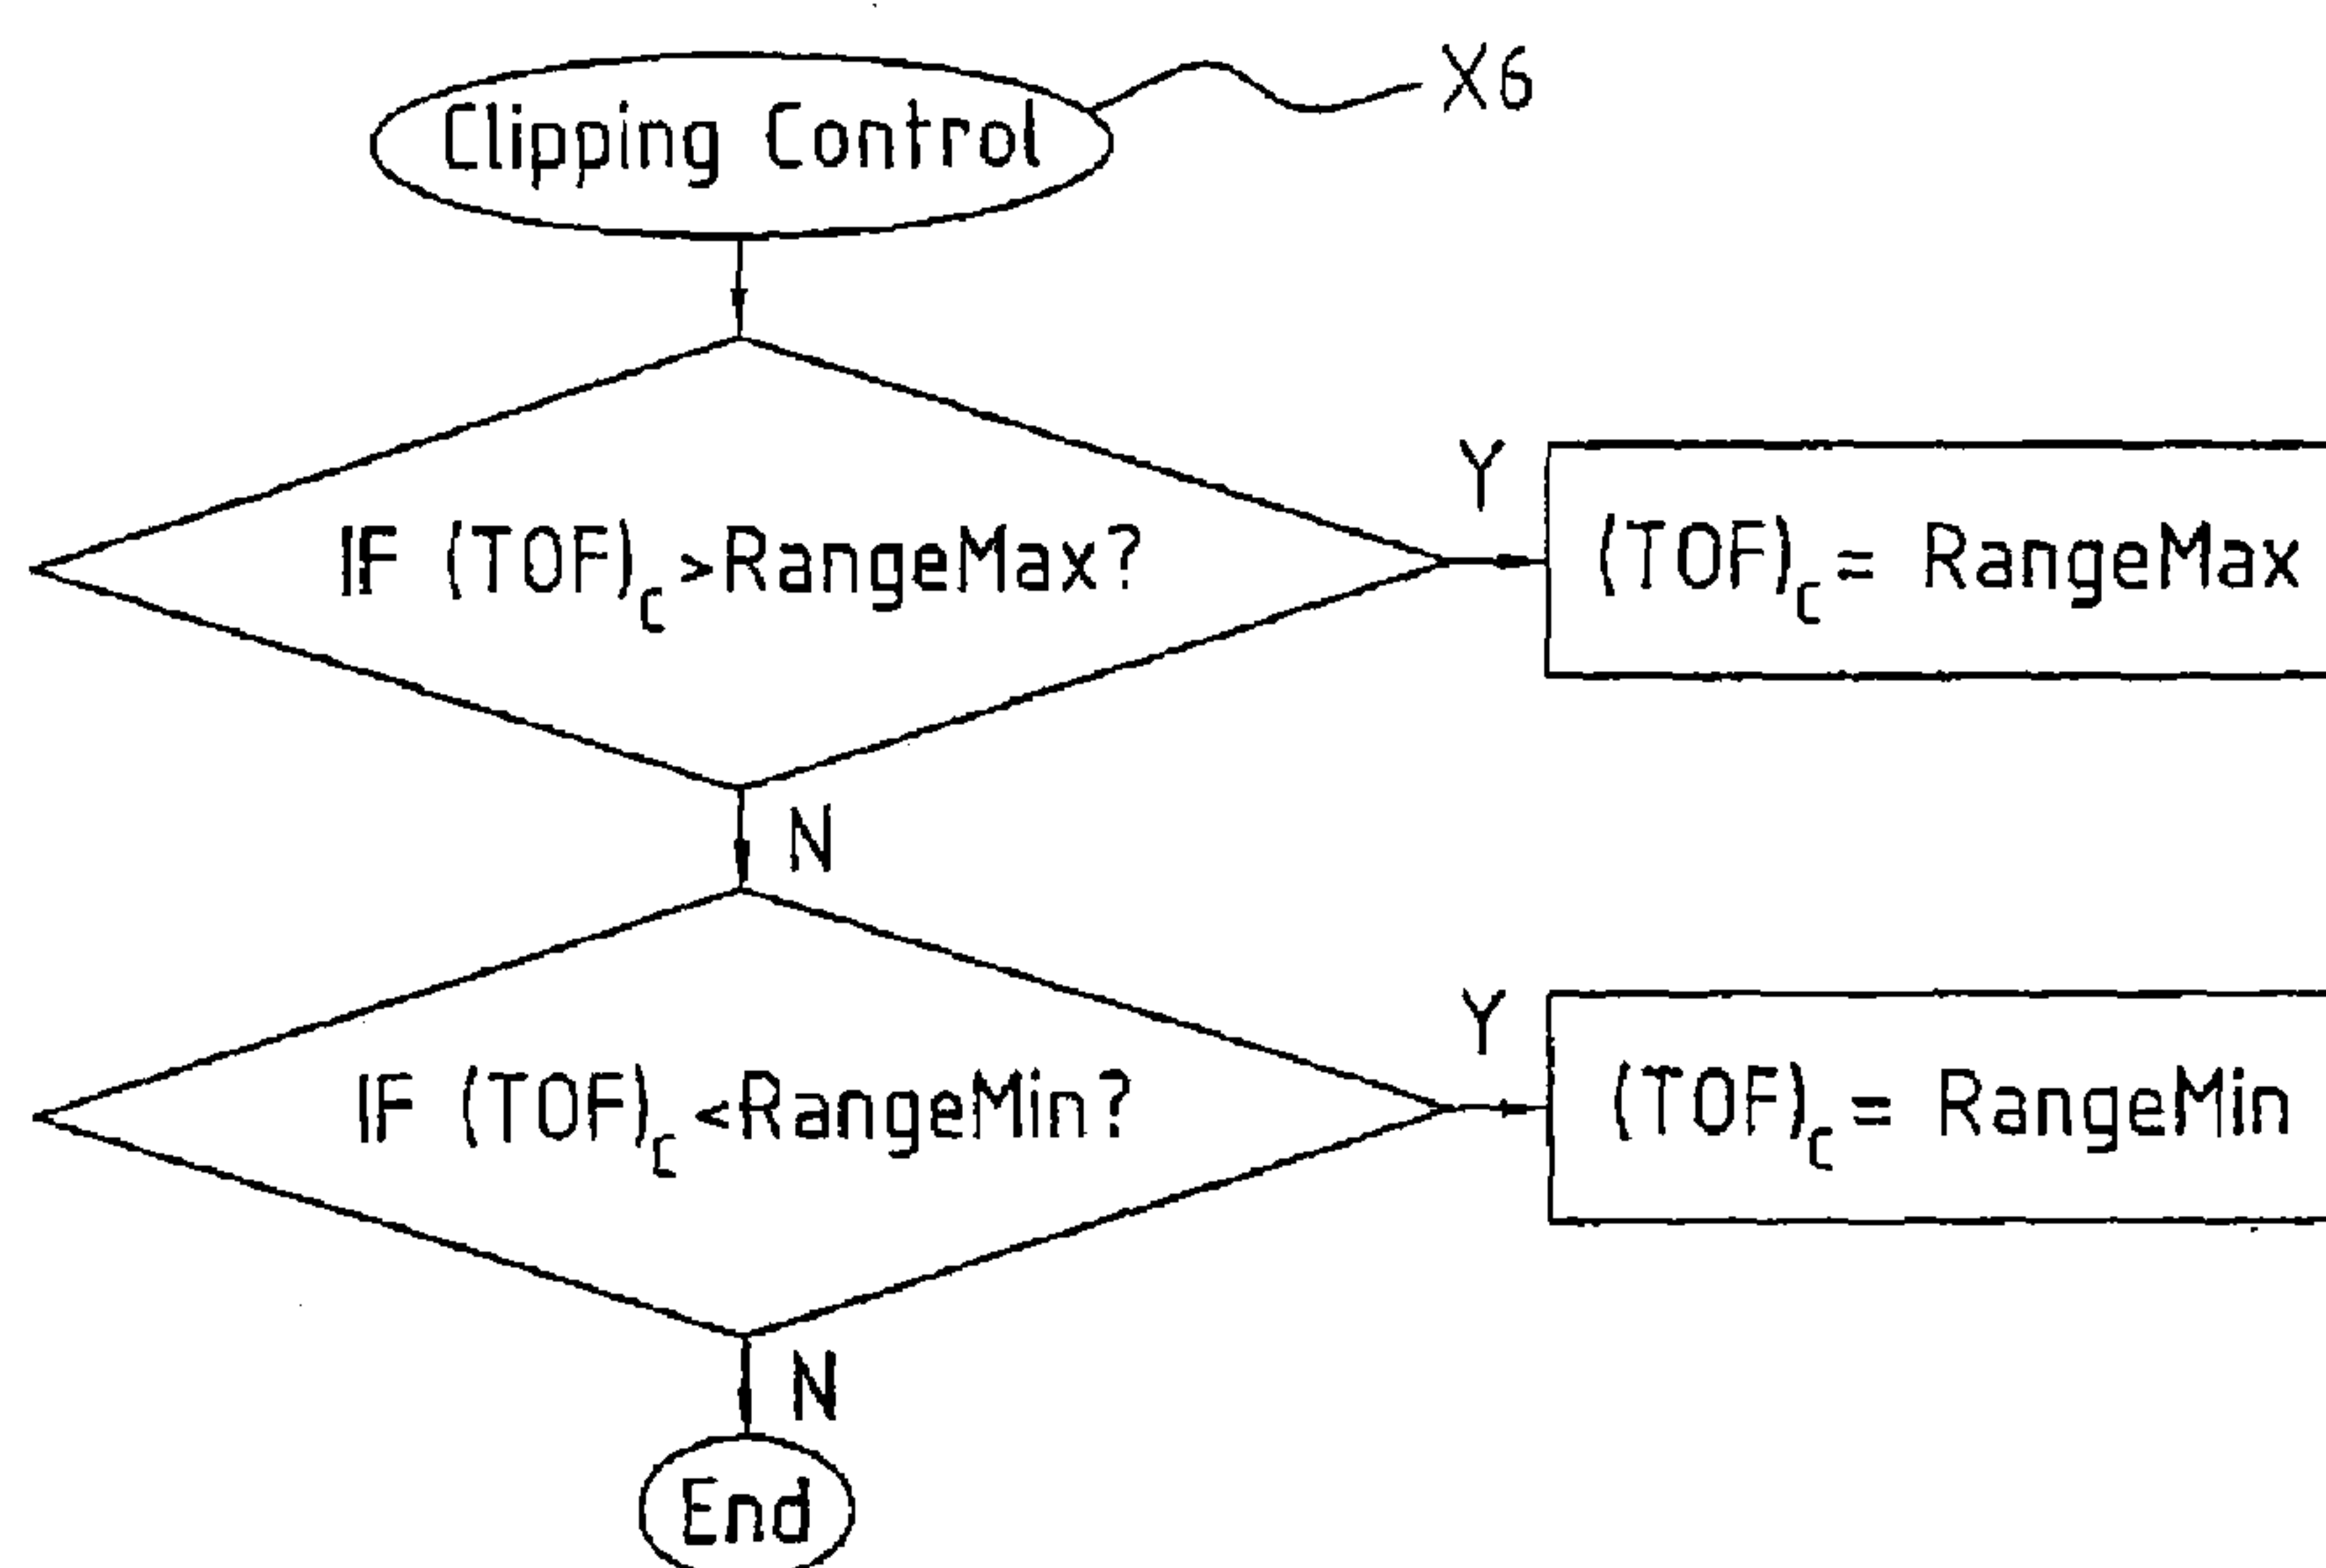 Clipping Control
X6
IF (TOF)c >RangeMax?
Y
(TOF)c = RangeMax
N
IF (TOF)c <RangeMin?
Y
(TOF)c = RangeMin
N
End